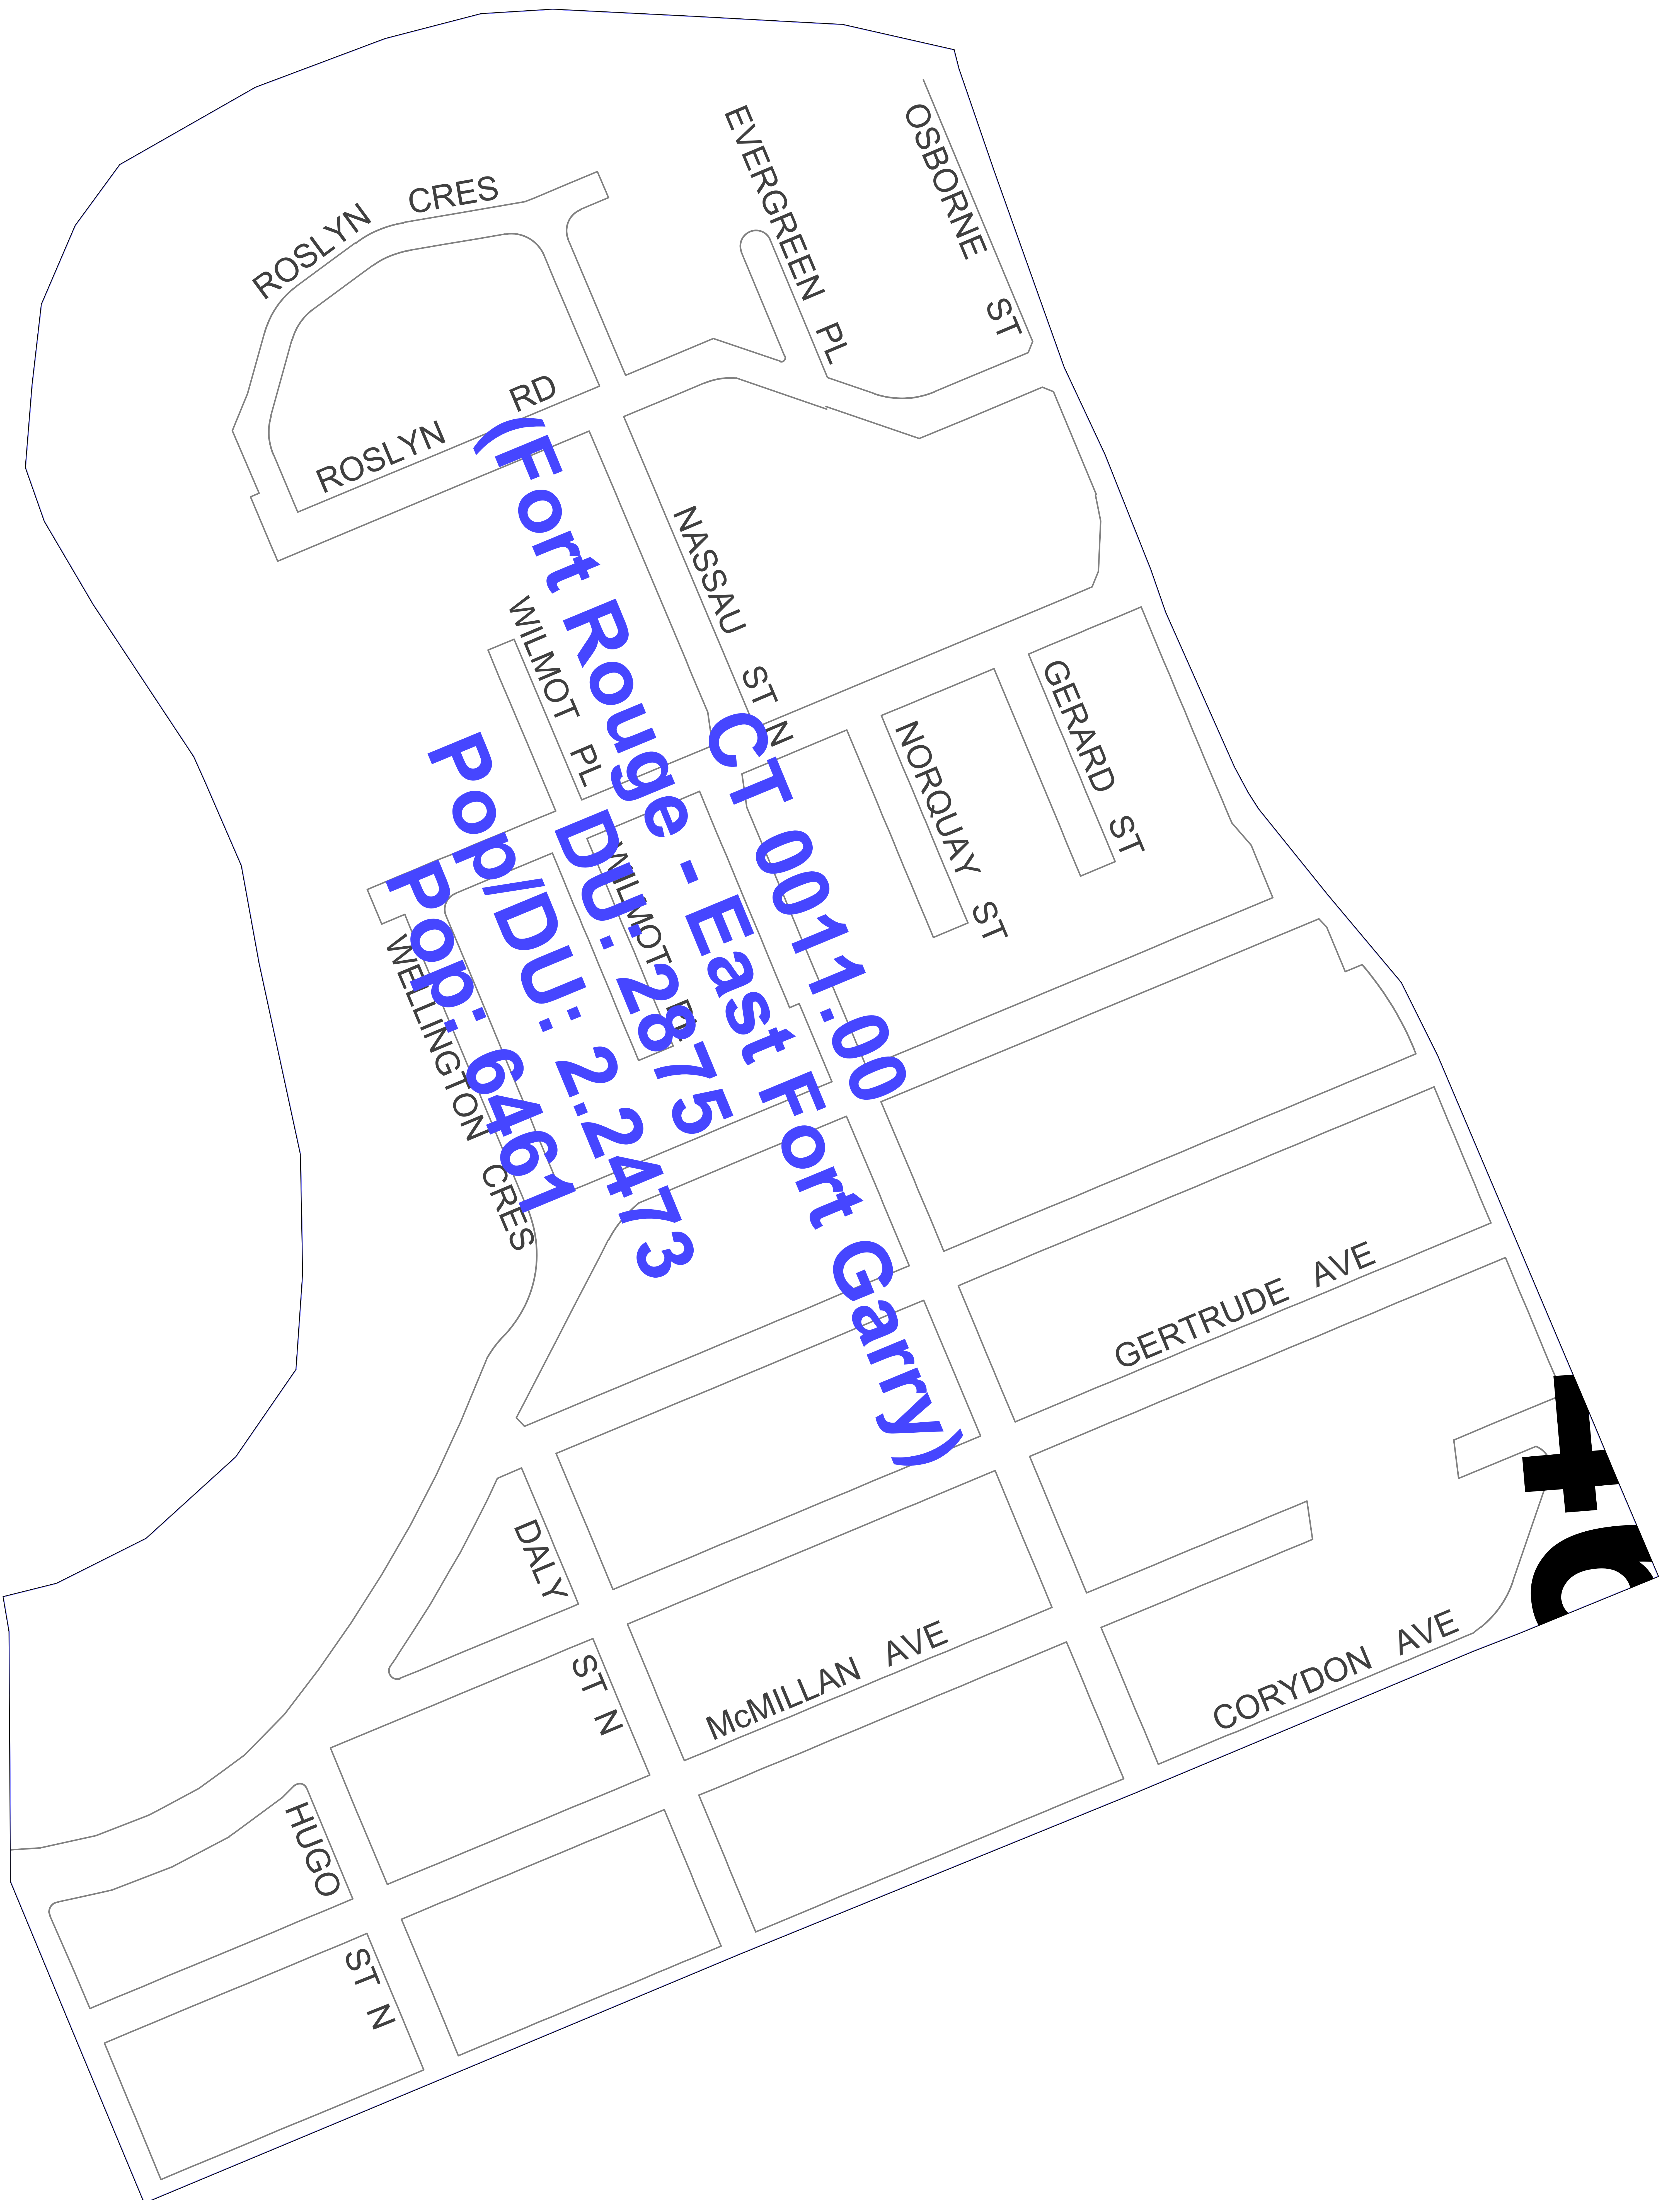 ROSLYN CRES
EVERGREEN PL
OSBORNE ST
ROSLYN RD
NASSAU ST N
WILMOT PL
GERARD ST
NORQUAY ST
WILMOT PL
WELLINGTON CRES
CT 0011.00
(Fort Rouge - East Fort Garry)
DU: 2875
Pop/DU: 2.2473
Pop: 6461
GERTRUDE AVE
DALY ST N
McMILLAN AVE
CORYDON AVE
HUGO ST N